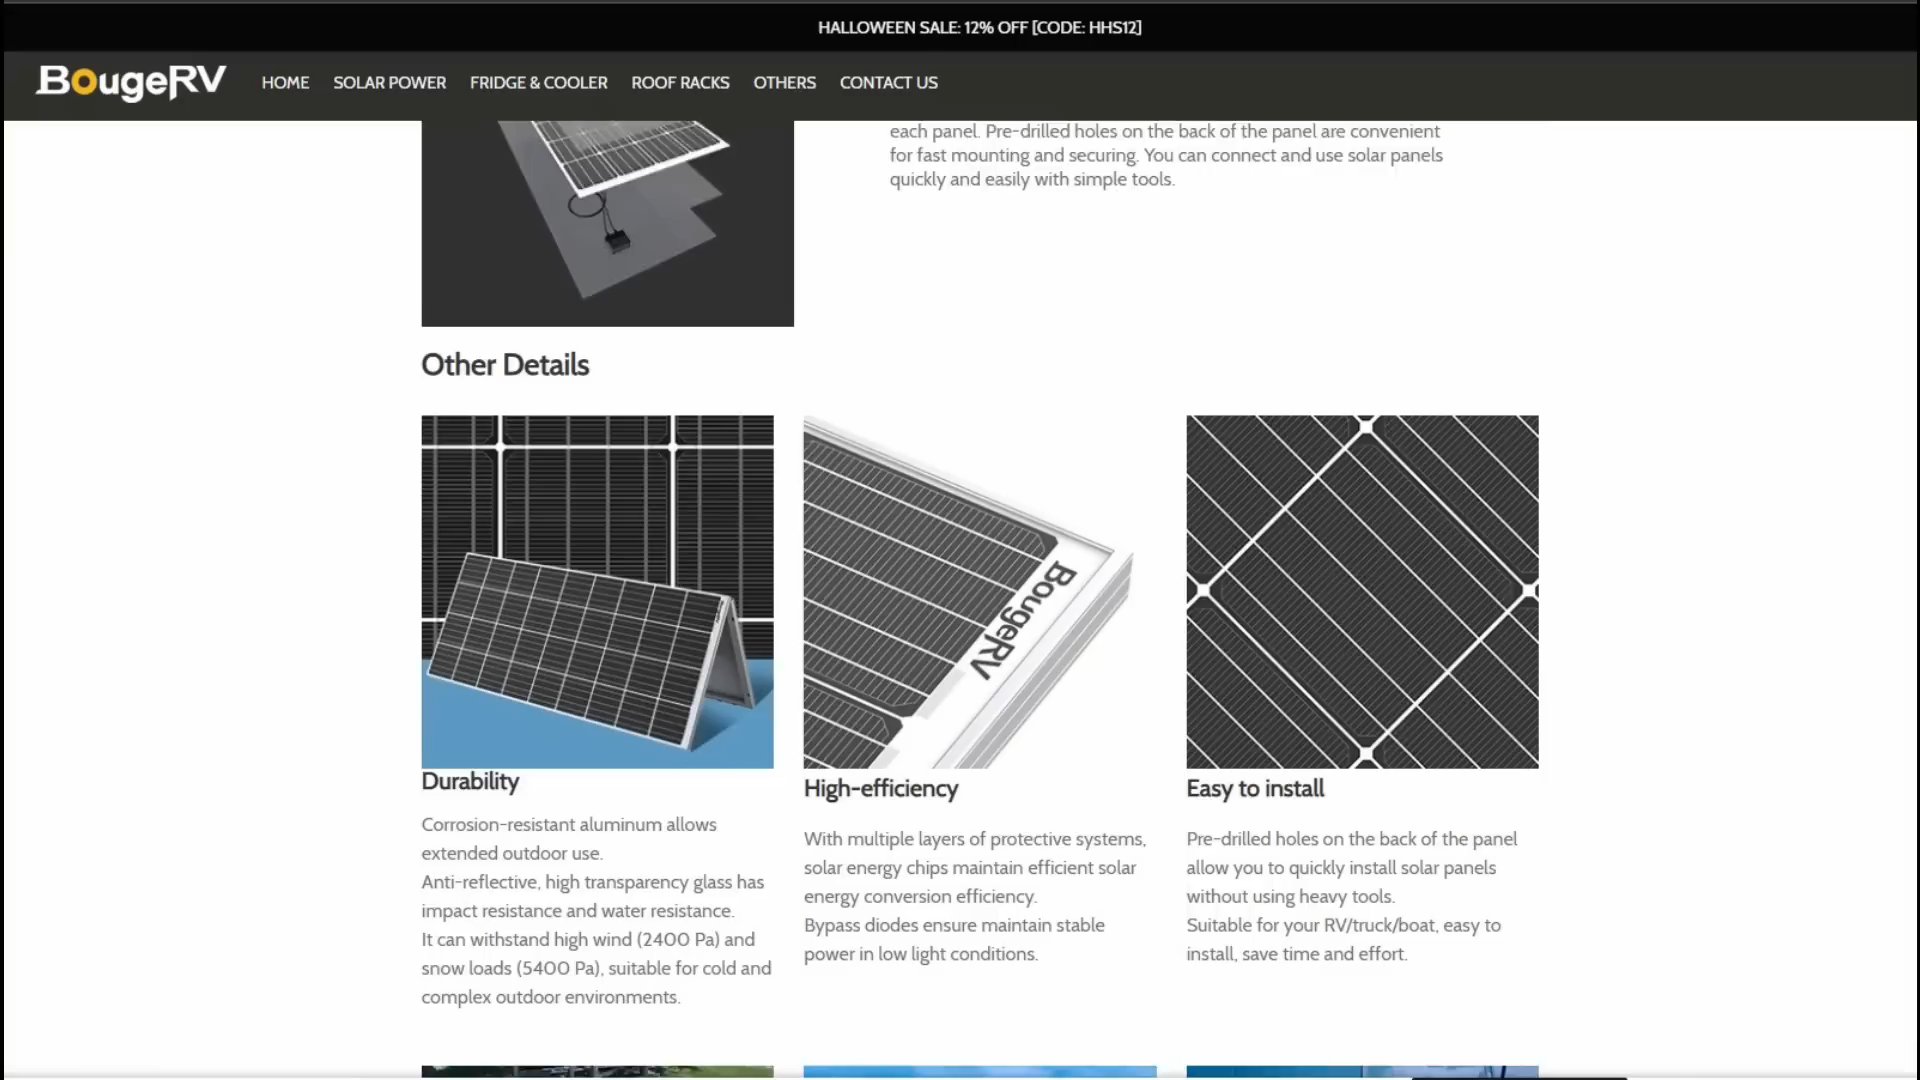 HALLOWEEN SALE: 12% OFF [CODE: HHS12]
BougeRV HOME SOLAR POWER FRIDGE & COOLER ROOF RACKS OTHERS CONTACT US
each panel. Pre-drilled holes on the back of the panel are convenient
for fast mounting and securing. You can connect and use solar panels
quickly and easily with simple tools.
Other Details
BougeRV
Durability
Corrosion-resistant aluminum allows
extended outdoor use.
Anti-reflective, high transparency glass has
impact resistance and water resistance.
It can withstand high wind (2400 Pa) and
snow loads (5400 Pa), suitable for cold and
complex outdoor environments.
High-efficiency
With multiple layers of protective systems,
solar energy chips maintain efficient solar
energy conversion efficiency.
Bypass diodes ensure maintain stable
power in low light conditions.
Easy to install
Pre-drilled holes on the back of the panel
allow you to quickly install solar panels
without using heavy tools.
Suitable for your RV/truck/boat, easy to
install, save time and effort.